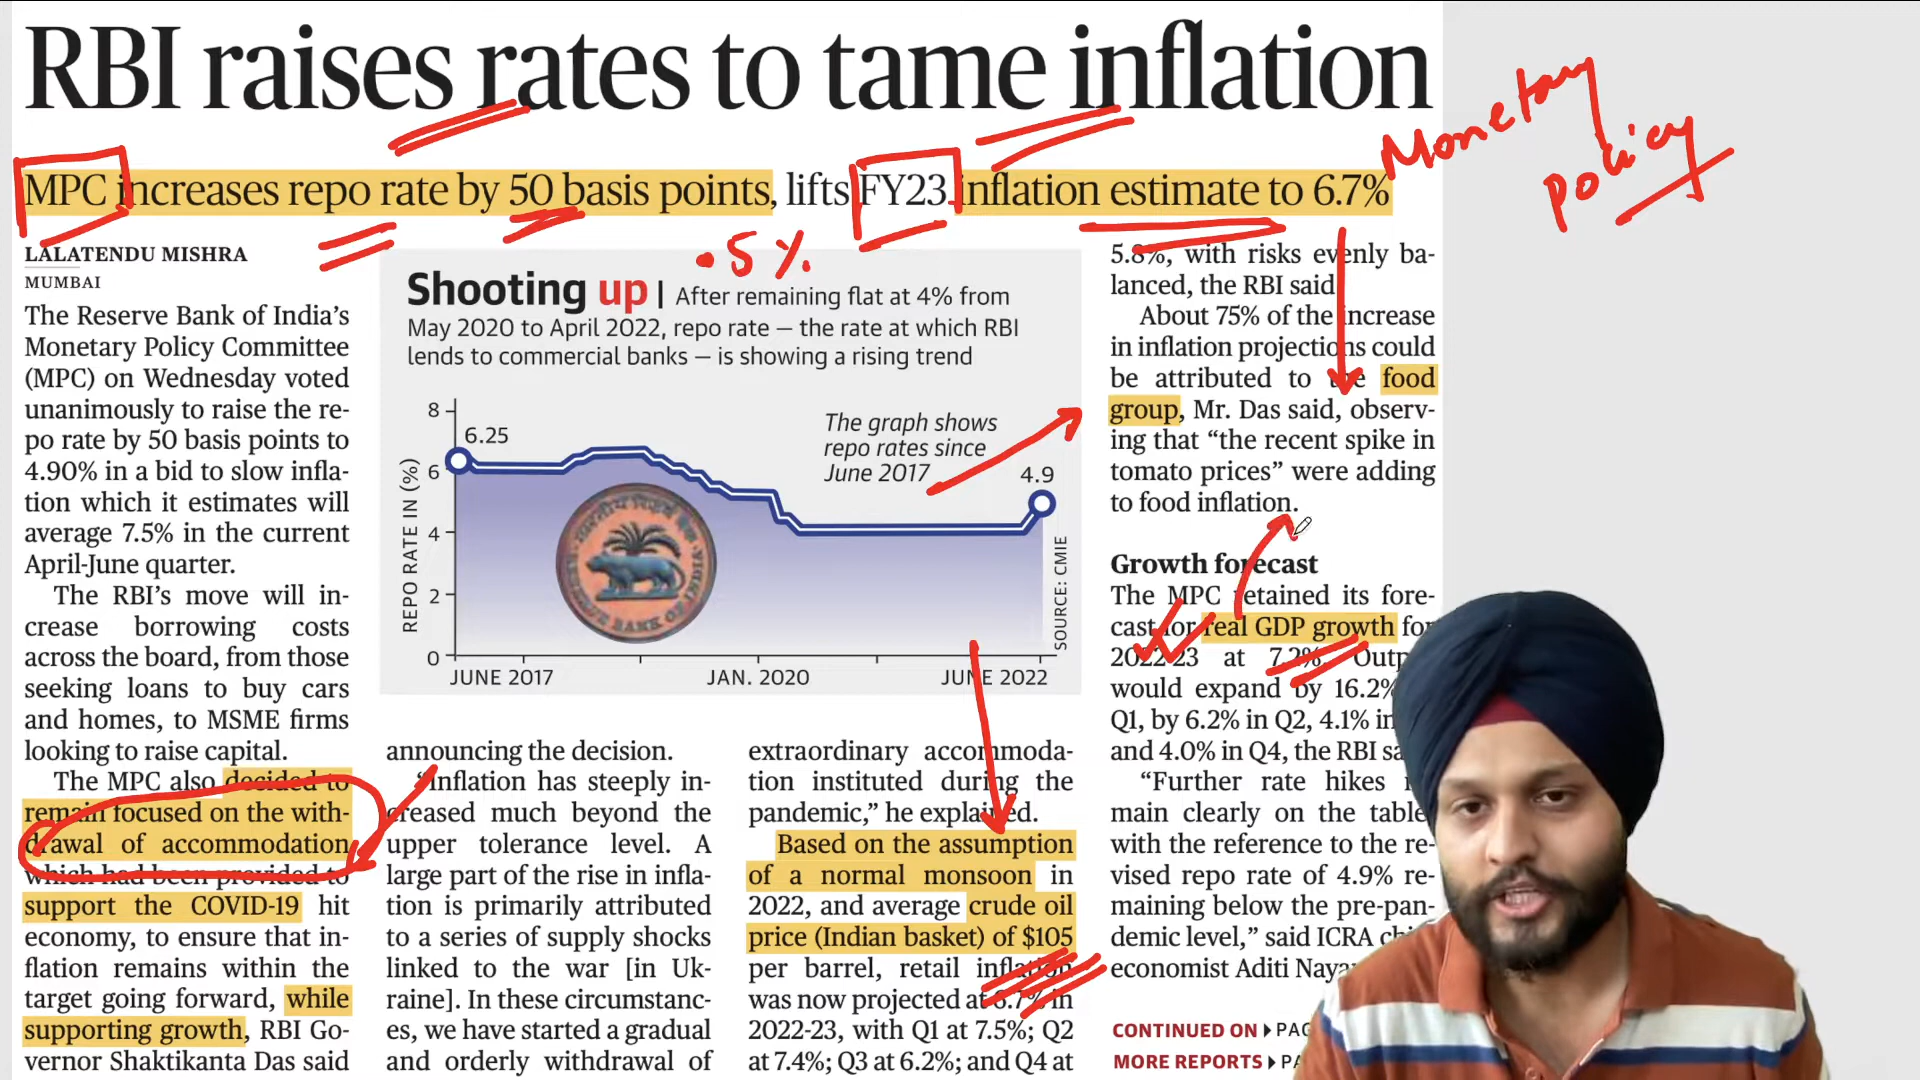 RBI raises rates to tame inflation
Monetary
Policy
MPC increases repo rate by 50 basis points, lifts FY23 inflation estimate to 6.7%
.5%
LALATENDU MISHRA
MUMBAI
The Reserve Bank of India's
Monetary Policy Committee
(MPC) on Wednesday voted
unanimously to raise the re-
po rate by 50 basis points to
4.90% in a bid to slow infla-
tion which it estimates will
average 7.5% in the current
April-June quarter.
The RBI's move will in-
crease borrowing costs
across the board, from those
seeking loans to buy cars
and homes, to MSME firms
looking to raise capital.
The MPC also decided to
remain focused on the with-
drawal of accommodation
which had been provided to
support the COVID-19 hit
economy, to ensure that in-
flation remains within the
target going forward, while
supporting growth, RBI Go-
vernor Shaktikanta Das said
Shooting up | After remaining flat at 4% from
May 2020 to April 2022, repo rate — the rate at which RBI
lends to commercial banks — is showing a rising trend
The graph shows
repo rates since
June 2017
REPO RATE IN (%)
8
6
4
2
0
6.25
4.9
JUNE 2017 JAN. 2020 JUNE 2022
SOURCE: CMIE
announcing the decision.
"Inflation has steeply in-
creased much beyond the
upper tolerance level. A
large part of the rise in infla-
tion is primarily attributed
to a series of supply shocks
linked to the war [in Uk-
raine]. In these circumstanc-
es, we have started a gradual
and orderly withdrawal of
extraordinary accommoda-
tion instituted during the
pandemic," he explained.
Based on the assumption
of a normal monsoon in
2022, and average crude oil
price (Indian basket) of $105
per barrel, retail inflation
was now projected at 6.7% in
2022-23, with Q1 at 7.5%; Q2
at 7.4%; Q3 at 6.2%; and Q4 at
5.8%, with risks evenly ba-
lanced, the RBI said.
About 75% of the increase
in inflation projections could
be attributed to the food
group, Mr. Das said, observ-
ing that "the recent spike in
tomato prices" were adding
to food inflation.
Growth forecast
The MPC retained its fore-
cast for real GDP growth for
2022-23 at 7.2%.
would expand by 16.2%
Q1, by 6.2% in Q2, 4.1% in
and 4.0% in Q4, the RBI
"Further rate hikes
main clearly on the table
with the reference to the re-
vised repo rate of 4.9% re-
maining below the pre-pan-
demic level," said ICRA
economist Aditi
CONTINUED ON
MORE REPORTS